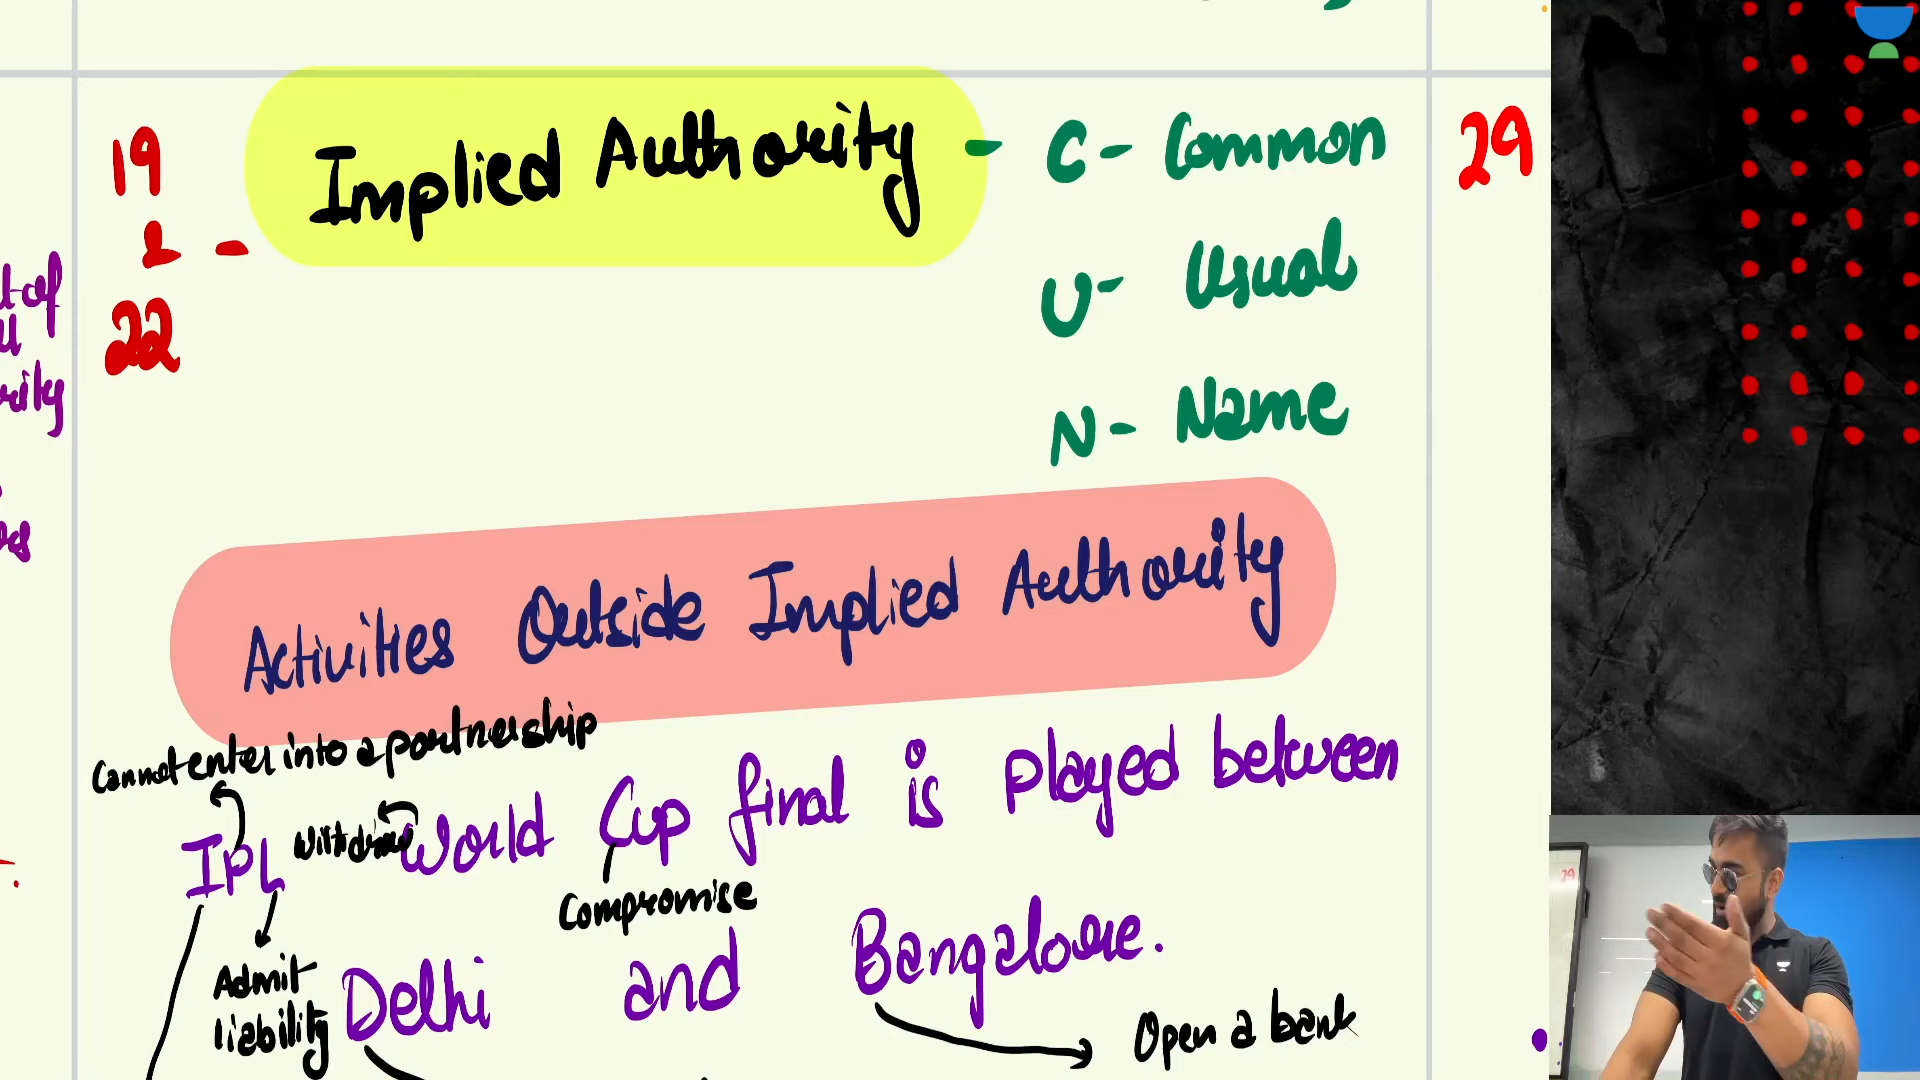 19
&
22 -
Implied Authority - C - Common
U - Usual
N - Name
29
Activities Outside Implied Authority
Cannot enter into a partnership
IPL Withdraw World Cup final is played between
Compromise
Admit
liability
Delhi and Bangalore.
Open a bank